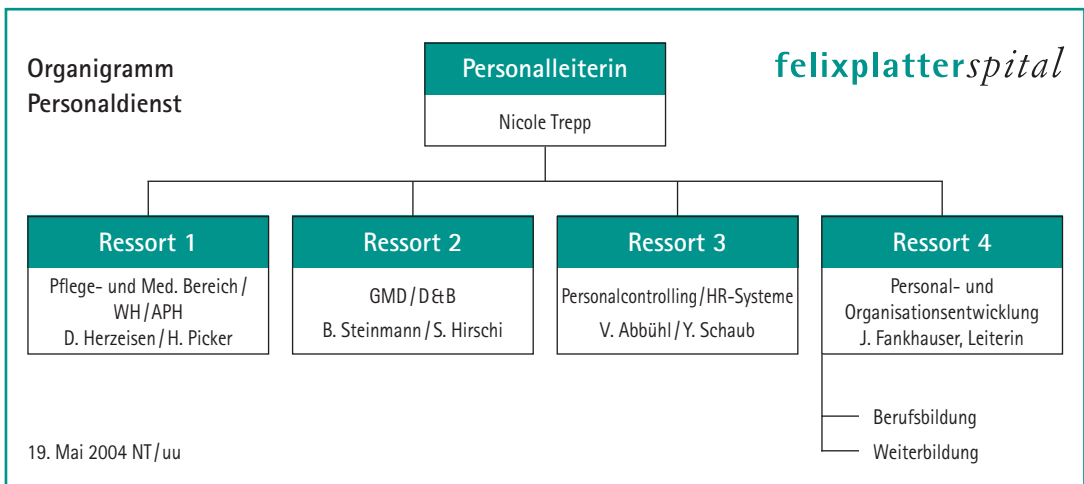 Organigramm
Personaldienst
felixplatterspital
Personalleiterin
Nicole Trepp
Ressort 1
Pflege- und Med. Bereich /
WH / APH
D. Herzeisen / H. Picker
Ressort 2
GMD / D&B
B. Steinmann / S. Hirschi
Ressort 3
Personalcontrolling / HR-Systeme
V. Abbühl / Y. Schaub
Ressort 4
Personal- und
Organisationsentwicklung
J. Fankhauser, Leiterin
Berufsbildung
Weiterbildung
19. Mai 2004 NT / uu